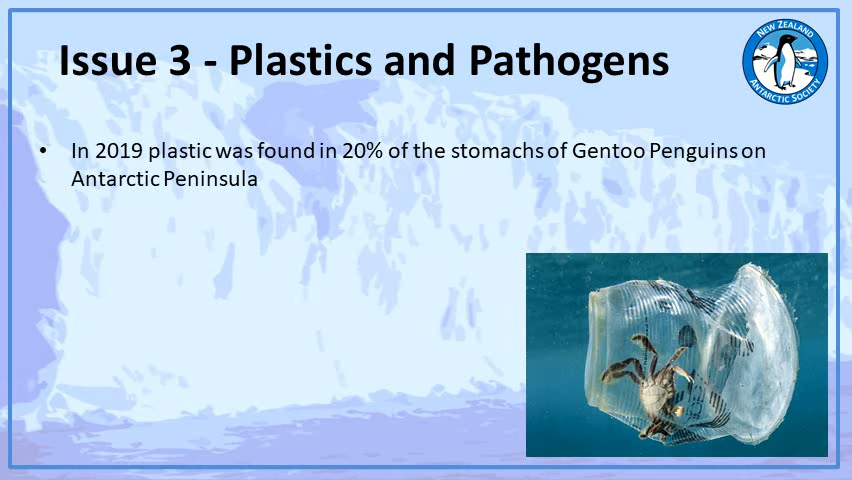 Issue 3 - Plastics and Pathogens
NEW ZEALAND
ANTARCTIC SOCIETY
• In 2019 plastic was found in 20% of the stomachs of Gentoo Penguins on
Antarctic Peninsula